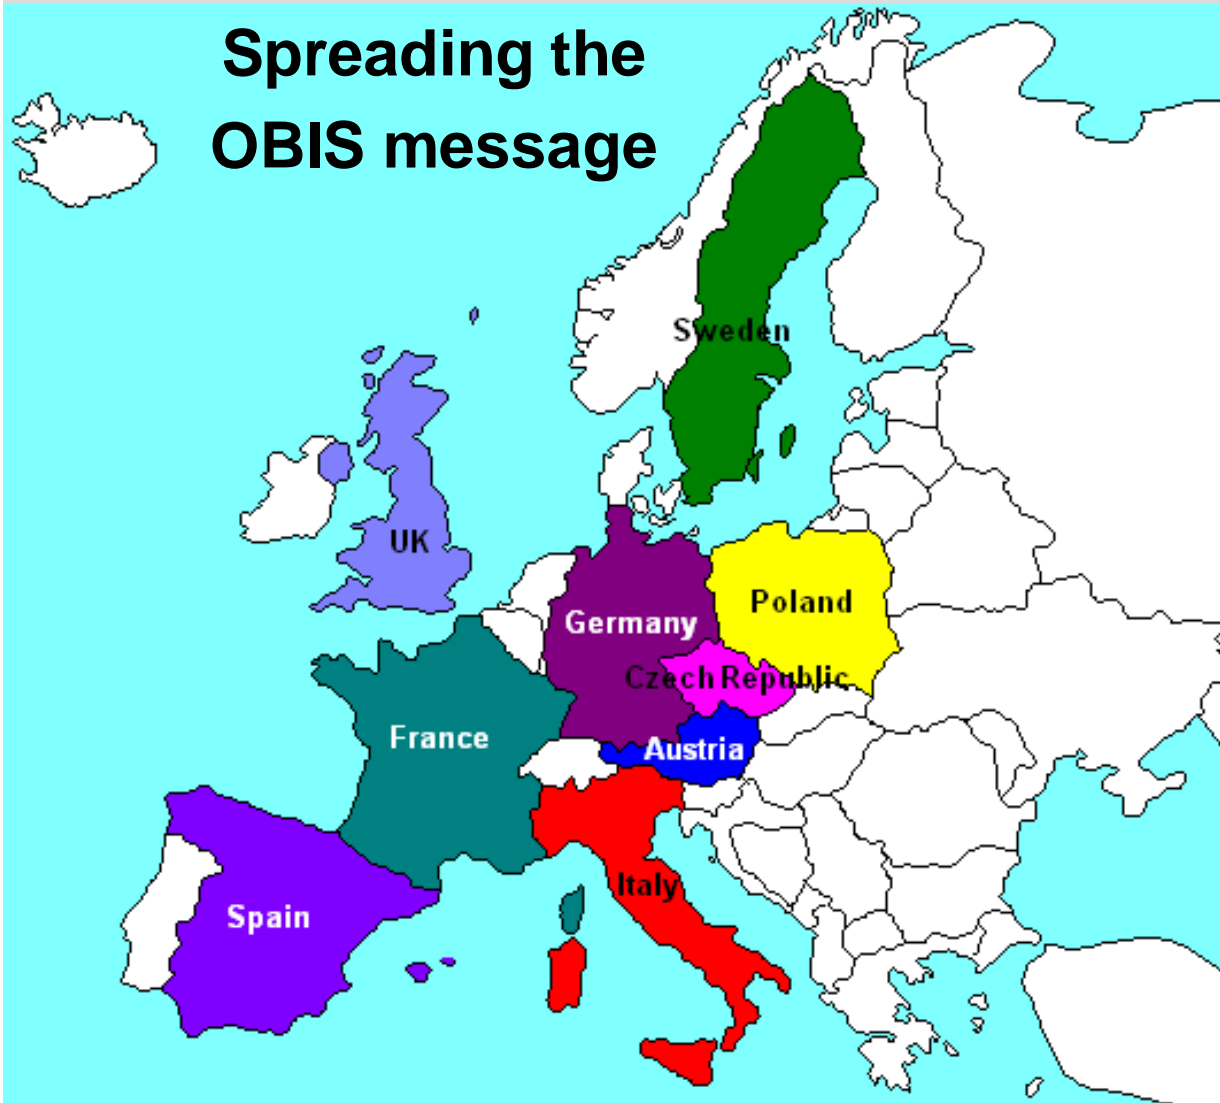 Spreading the
OBIS message
Sweden
UK
Poland
Germany
Czech Republic
France
Austria
Italy
Spain